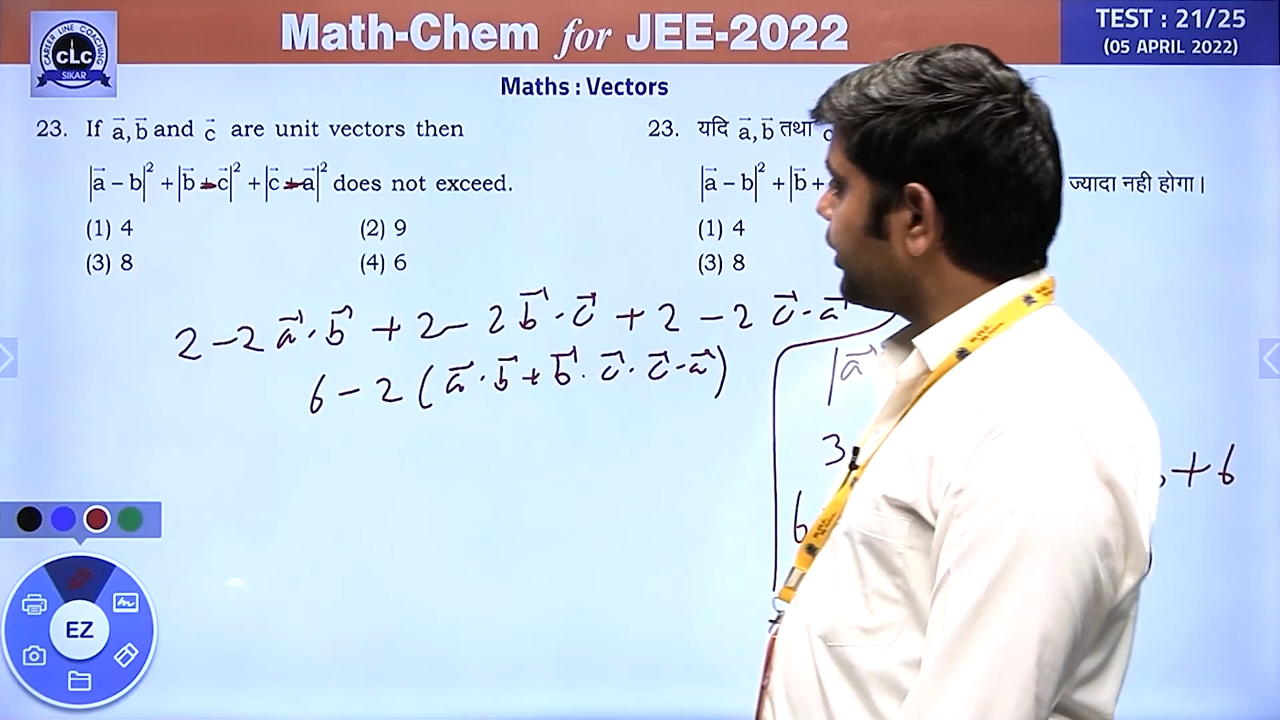 CAREER LINE COACHING
CLC
SIKAR
Math-Chem for JEE-2022
TEST : 21/25
(05 APRIL 2022)
Maths : Vectors
23. If a⃗, b⃗ and c⃗ are unit vectors then
|a⃗ − b|² + |b⃗ + c⃗|² + |c⃗ + a⃗|² does not exceed.
(1) 4 (2) 9
(3) 8 (4) 6
23. यदि a⃗, b⃗ तथा
|a⃗ − b|² + |b⃗ + ज्यादा नही होगा।
(1) 4
(3) 8
2 − 2 a⃗ · b⃗ + 2 − 2 b⃗ · c⃗ + 2 − 2 c⃗ · a⃗
6 − 2 ( a⃗ · b⃗ + b⃗ · c⃗ · c⃗ · a⃗ )
|a⃗
3
+ 6
6
EZ